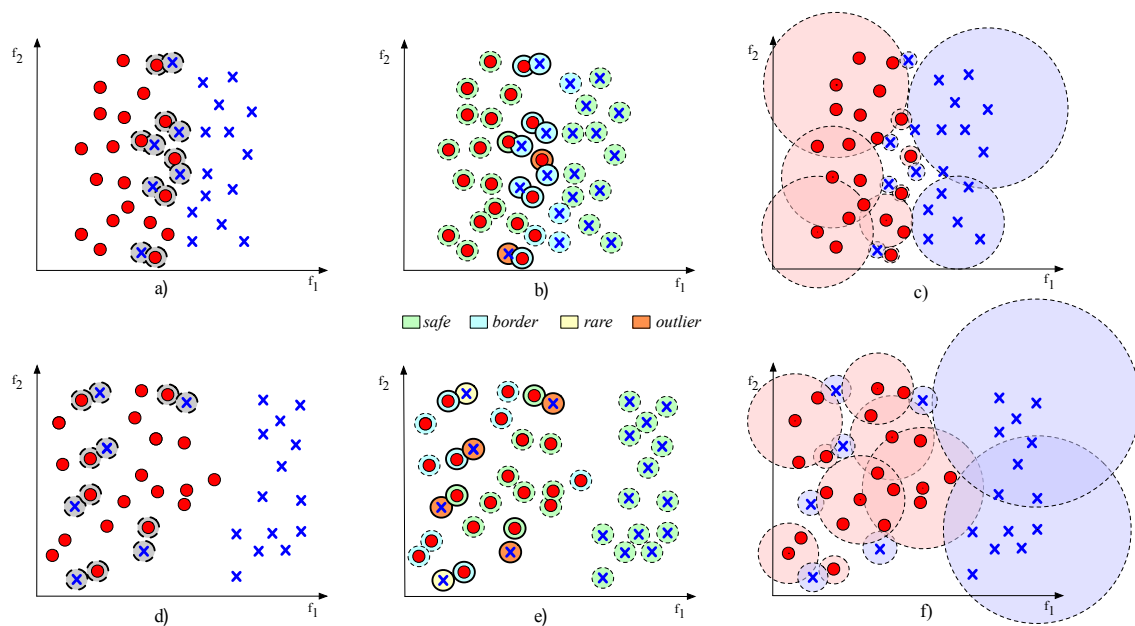 f2 f2 f2
f1 f1 f1
a) b) c)
safe border rare outlier
f2 f2 f2
f1 f1 f1
d) e) f)